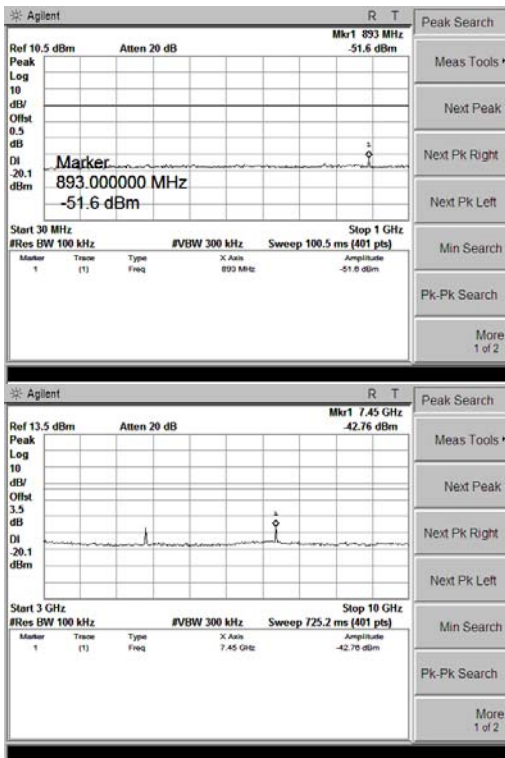 Agilent R T
Mkr1 893 MHz
Ref 10.5 dBm Atten 20 dB -51.6 dBm
Peak
Log
10
dB/
Offst
0.5
dB
DI
-20.1
dBm
1
Marker
893.000000 MHz
-51.6 dBm
Start 30 MHz Stop 1 GHz
#Res BW 100 kHz #VBW 300 kHz Sweep 100.5 ms (401 pts)
Marker Trace Type X Axis Amplitude
1 (1) Freq 893 MHz -51.6 dBm
Peak Search
Meas Tools
Next Peak
Next Pk Right
Next Pk Left
Min Search
Pk-Pk Search
More
1 of 2
Agilent R T
Mkr1 7.45 GHz
Ref 13.5 dBm Atten 20 dB -42.76 dBm
Peak
Log
10
dB/
Offst
3.5
dB
DI
-20.1
dBm
1
Start 3 GHz Stop 10 GHz
#Res BW 100 kHz #VBW 300 kHz Sweep 725.2 ms (401 pts)
Marker Trace Type X Axis Amplitude
1 (1) Freq 7.45 GHz -42.76 dBm
Peak Search
Meas Tools
Next Peak
Next Pk Right
Next Pk Left
Min Search
Pk-Pk Search
More
1 of 2